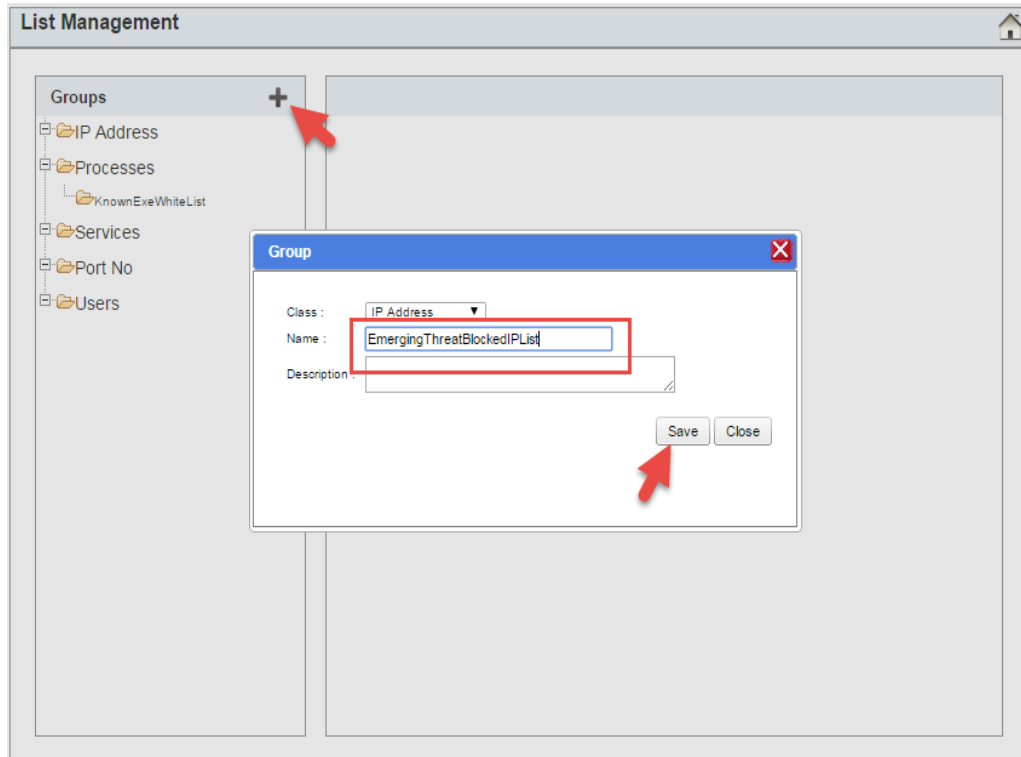 List Management
Groups
IP Address
Processes
KnownExeWhiteList
Services
Port No
Users
Group
Class :
IP Address
Name :
EmergingThreatBlockedIPList
Description :
Save
Close